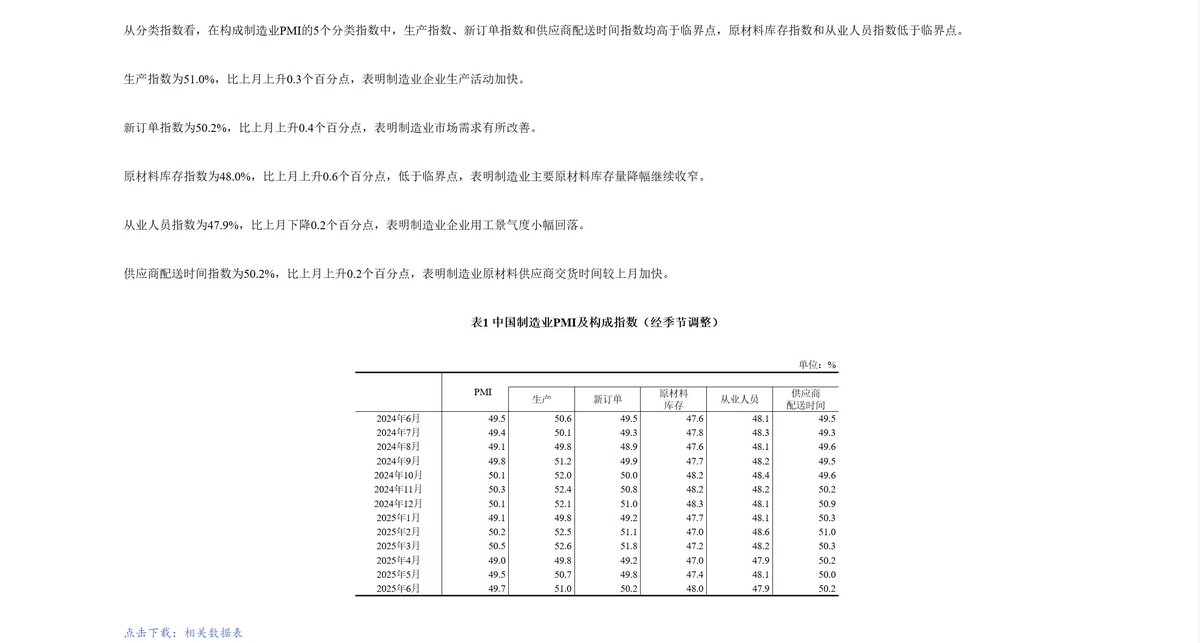 从分类指数看，在构成制造业PMI的5个分类指数中，生产指数、新订单指数和供应商配送时间指数均高于临界点，原材料库存指数和从业人员指数低于临界点。
生产指数为51.0%，比上月上升0.3个百分点，表明制造业企业生产活动加快。
新订单指数为50.2%，比上月上升0.4个百分点，表明制造业市场需求有所改善。
原材料库存指数为48.0%，比上月上升0.6个百分点，低于临界点，表明制造业主要原材料库存量降幅继续收窄。
从业人员指数为47.9%，比上月下降0.2个百分点，表明制造业企业用工景气度小幅回落。
供应商配送时间指数为50.2%，比上月上升0.2个百分点，表明制造业原材料供应商交货时间较上月加快。
表1 中国制造业PMI及构成指数（经季节调整）
单位：%
PMI 生产 新订单 原材料库存 从业人员 供应商配送时间
2024年6月 49.5 50.6 49.5 47.6 48.1 49.5
2024年7月 49.4 50.1 49.3 47.8 48.3 49.3
2024年8月 49.1 49.8 48.9 47.6 48.1 49.6
2024年9月 49.8 51.2 49.9 47.7 48.2 49.5
2024年10月 50.1 52.0 50.0 48.2 48.4 49.6
2024年11月 50.3 52.4 50.8 48.2 48.2 50.2
2024年12月 50.1 52.1 51.0 48.3 48.1 50.9
2025年1月 49.1 49.8 49.2 47.7 48.1 50.3
2025年2月 50.2 52.5 51.1 47.0 48.6 51.0
2025年3月 50.5 52.6 51.8 47.2 48.2 50.3
2025年4月 49.0 49.8 49.2 47.0 47.9 50.2
2025年5月 49.5 50.7 49.8 47.4 48.1 50.0
2025年6月 49.7 51.0 50.2 48.0 47.9 50.2
点击下载：相关数据表